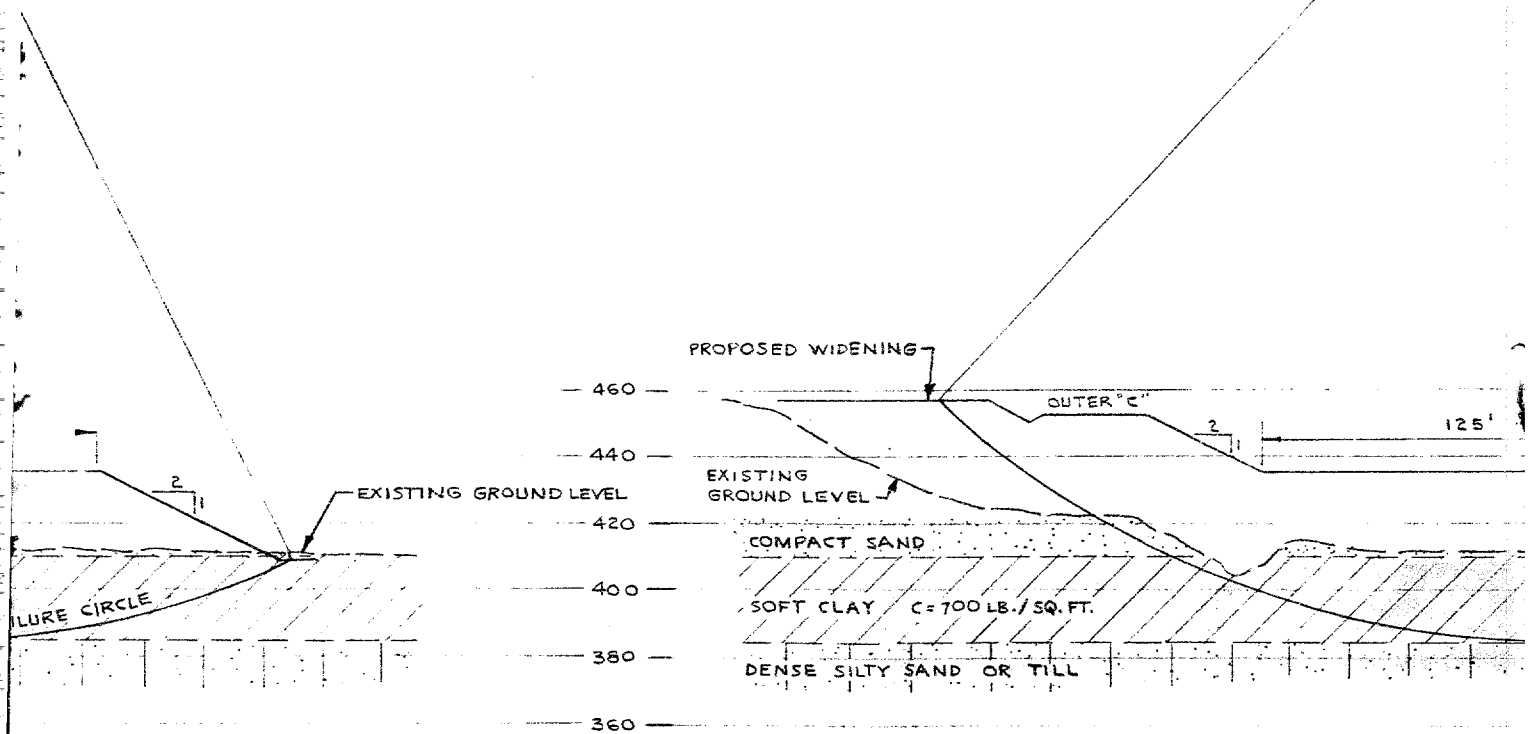 PROPOSED WIDENING
460
OUTER "C"
125'
2
1
440
2
1
EXISTING GROUND LEVEL
EXISTING
GROUND LEVEL
420
COMPACT SAND
400
ILURE CIRCLE
SOFT CLAY C=700 LB./SQ.FT.
380
DENSE SILTY SAND OR TILL
360